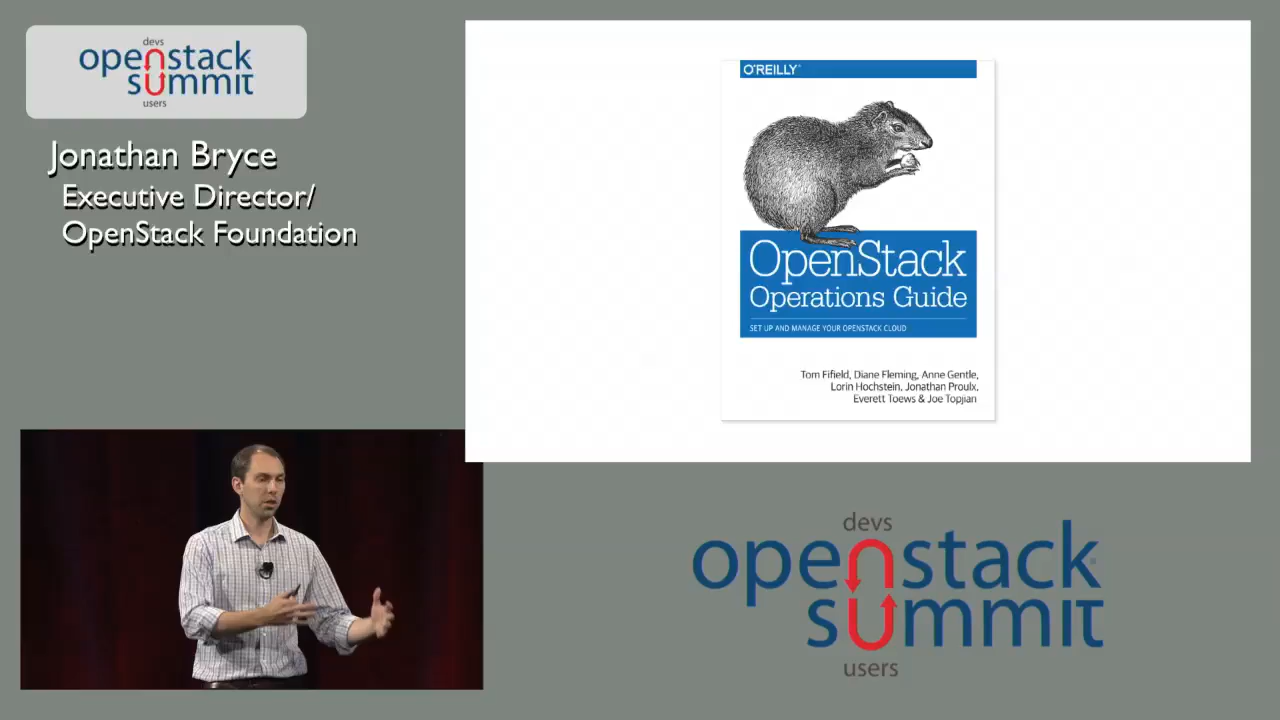 devs
openstack
summit
users
Jonathan Bryce
Executive Director/
OpenStack Foundation
O'REILLY®
OpenStack
Operations Guide
SET UP AND MANAGE YOUR OPENSTACK CLOUD
Tom Fifield, Diane Fleming, Anne Gentle,
Lorin Hochstein, Jonathan Proulx,
Everett Toews & Joe Topjian
devs
openstack
summit
users